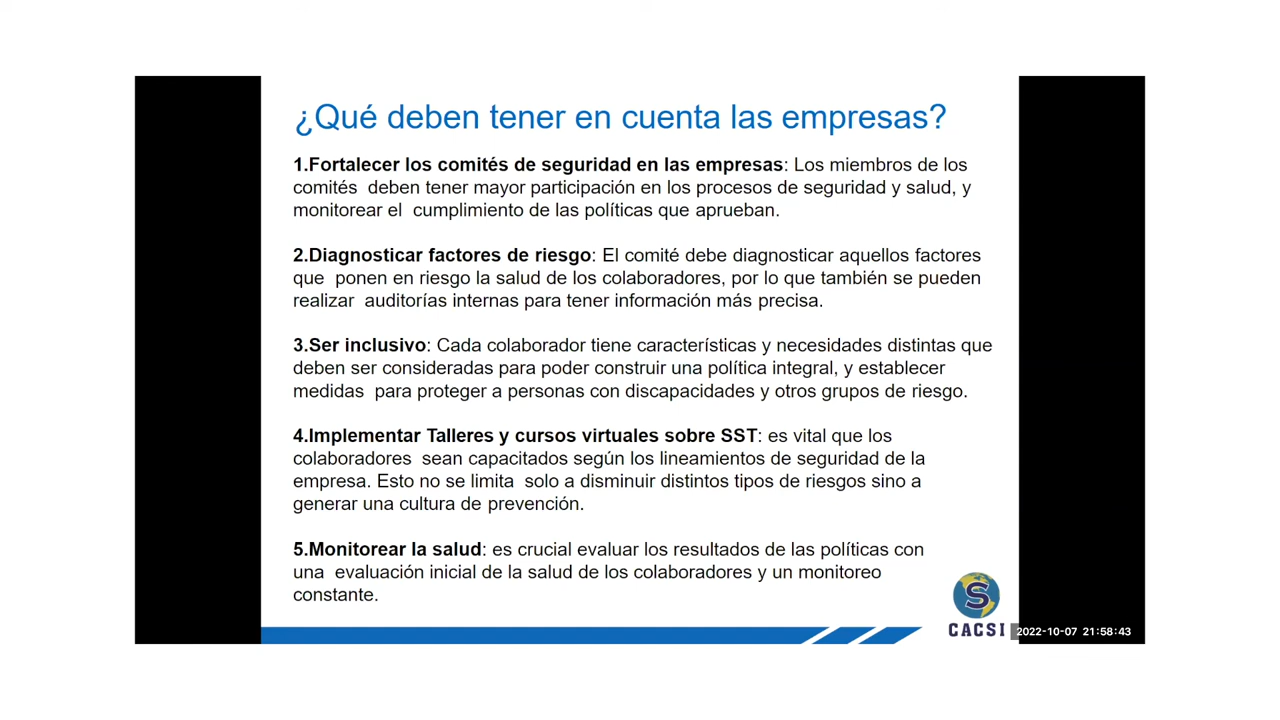 ¿Qué deben tener en cuenta las empresas?
1.Fortalecer los comités de seguridad en las empresas: Los miembros de los
comités deben tener mayor participación en los procesos de seguridad y salud, y
monitorear el cumplimiento de las políticas que aprueban.
2.Diagnosticar factores de riesgo: El comité debe diagnosticar aquellos factores
que ponen en riesgo la salud de los colaboradores, por lo que también se pueden
realizar auditorías internas para tener información más precisa.
3.Ser inclusivo: Cada colaborador tiene características y necesidades distintas que
deben ser consideradas para poder construir una política integral, y establecer
medidas para proteger a personas con discapacidades y otros grupos de riesgo.
4.Implementar Talleres y cursos virtuales sobre SST: es vital que los
colaboradores sean capacitados según los lineamientos de seguridad de la
empresa. Esto no se limita solo a disminuir distintos tipos de riesgos sino a
generar una cultura de prevención.
5.Monitorear la salud: es crucial evaluar los resultados de las políticas con
una evaluación inicial de la salud de los colaboradores y un monitoreo
constante.
S
CACSI
2022-10-07 21:58:43